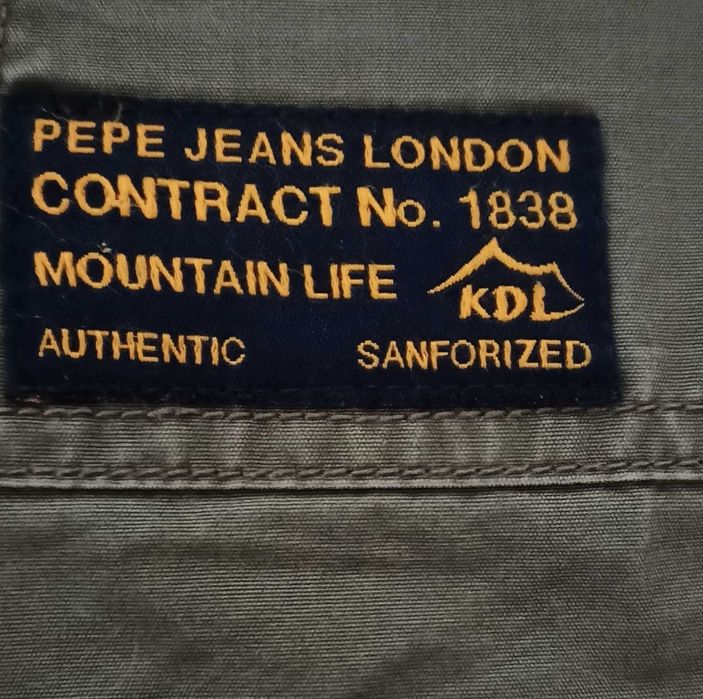 PEPE JEANS LONDON
CONTRACT No. 1838
MOUNTAIN LIFE KDL
AUTHENTIC SANFORIZED